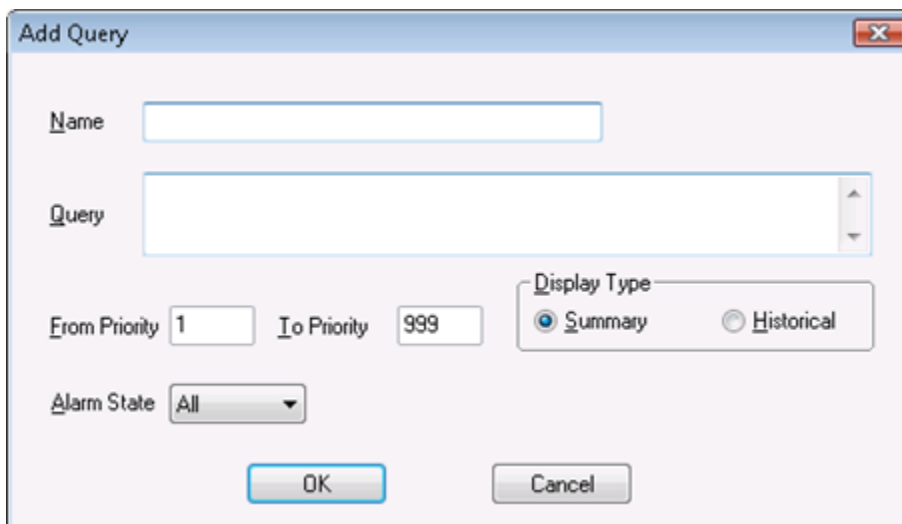 Add Query
Name
Query
Display Type
From Priority 1 To Priority 999 Summary Historical
Alarm State All
OK Cancel